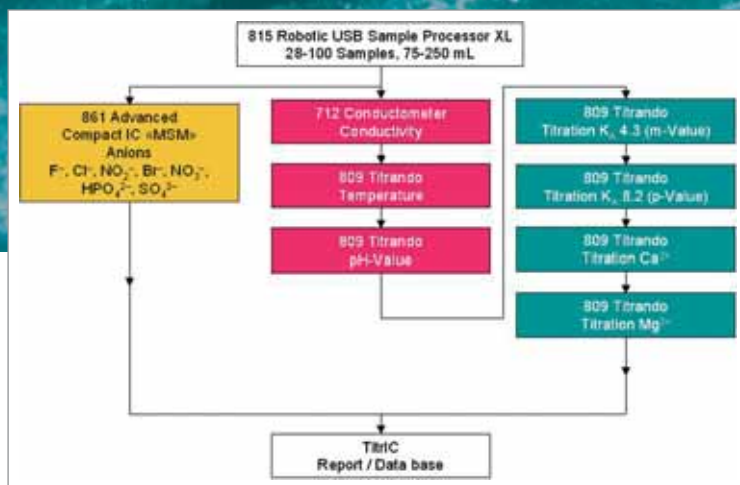 815 Robotic USB Sample Processor XL
28-100 Samples, 75-250 mL
861 Advanced
Compact IC «MSM»
Anions
F⁻, Cl⁻, NO₂⁻, Br⁻, NO₃⁻,
HPO₄²⁻, SO₄²⁻
712 Conductometer
Conductivity
809 Titrando
Temperature
809 Titrando
pH-Value
809 Titrando
Titration Kₐ 4.3 (m-Value)
809 Titrando
Titration Kₐ 8.2 (p-Value)
809 Titrando
Titration Ca²⁺
809 Titrando
Titration Mg²⁺
TitrIC
Report / Data base